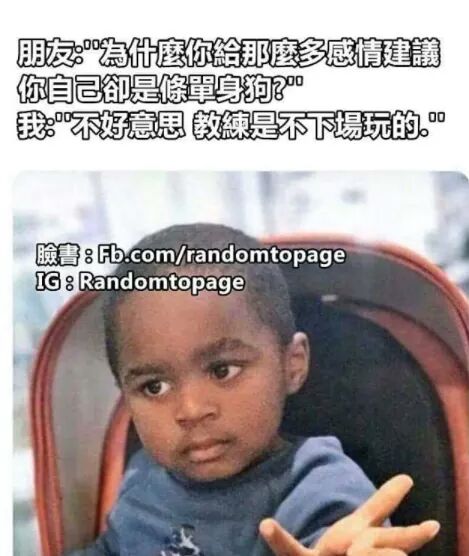 朋友:"為什麼你給那麼多感情建議
你自己卻是條單身狗?"
我:"不好意思 教練是不下場玩的."
臉書 : Fb.com/randomtopage
IG : Randomtopage